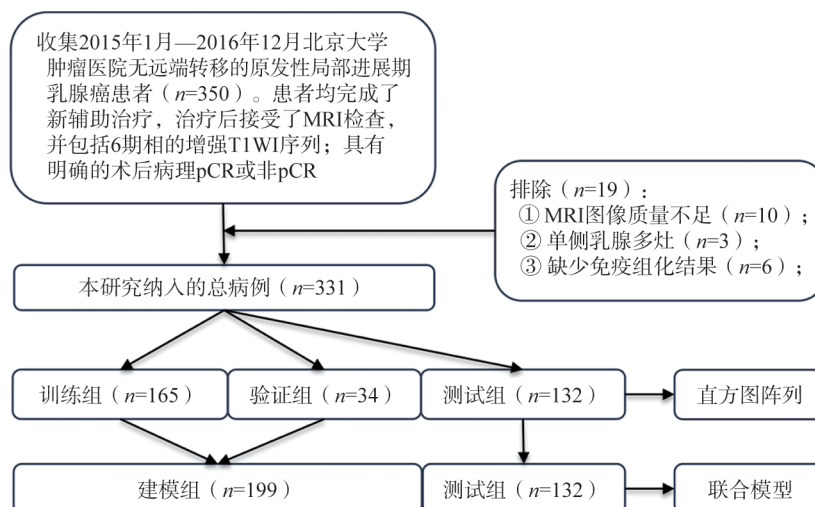 收集2015年1月—2016年12月北京大学
肿瘤医院无远端转移的原发性局部进展期
乳腺癌患者（n=350）。患者均完成了
新辅助治疗，治疗后接受了MRI检查，
并包括6期相的增强T1WI序列；具有
明确的术后病理pCR或非pCR
排除（n=19）：
① MRI图像质量不足（n=10）；
② 单侧乳腺多灶（n=3）；
③ 缺少免疫组化结果（n=6）；
本研究纳入的总病例（n=331）
训练组（n=165）
验证组（n=34）
测试组（n=132）
直方图阵列
建模组（n=199）
测试组（n=132）
联合模型